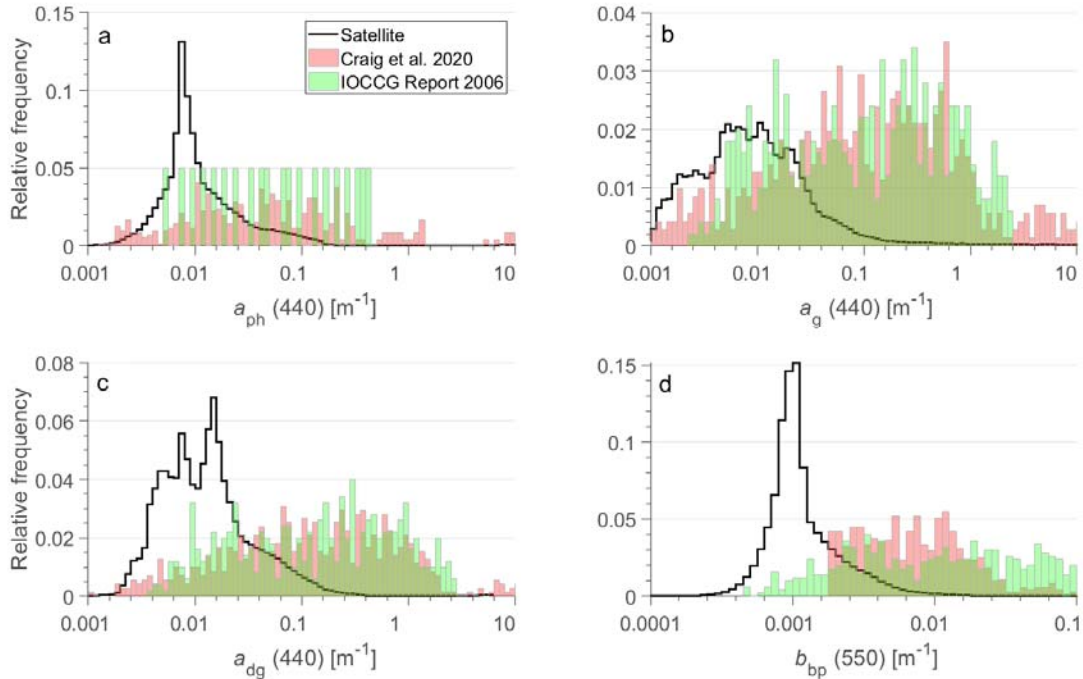 a
0.15
0.1
0.05
0
Relative frequency
Satellite
Craig et al. 2020
IOCCG Report 2006
0.001 0.01 0.1 1 10
a_ph (440) [m⁻¹]
b
0.04
0.03
0.02
0.01
0
0.001 0.01 0.1 1 10
a_g (440) [m⁻¹]
c
0.08
0.06
0.04
0.02
0
Relative frequency
0.001 0.01 0.1 1 10
a_dg (440) [m⁻¹]
d
0.15
0.1
0.05
0
0.0001 0.001 0.01 0.1
b_bp (550) [m⁻¹]